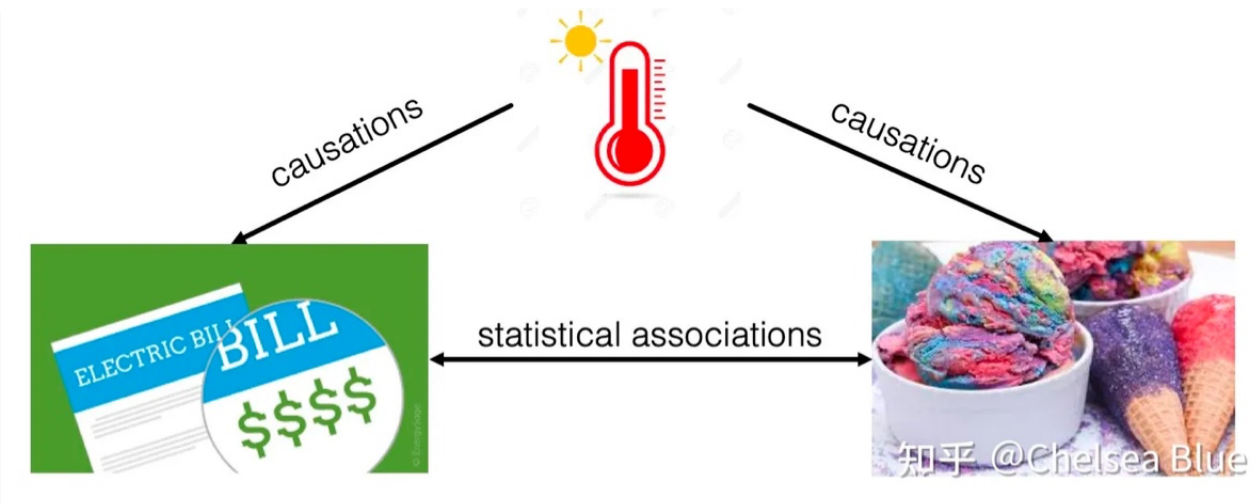 causations
causations
statistical associations
ELECTRIC BILL
BILL
$$$$
知乎 @Chelsea Blue